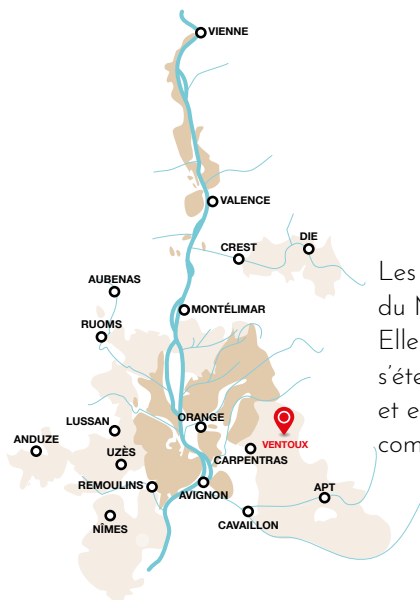 VIENNE
VALENCE
CREST
DIE
AUBENAS
MONTÉLIMAR
RUOMS
LUSSAN
ORANGE
ANDUZE
UZÈS
VENTOUX
CARPENTRAS
REMOULINS
AVIGNON
APT
NÎMES
CAVAILLON
Les
du
Elle
s'éte
et e
com